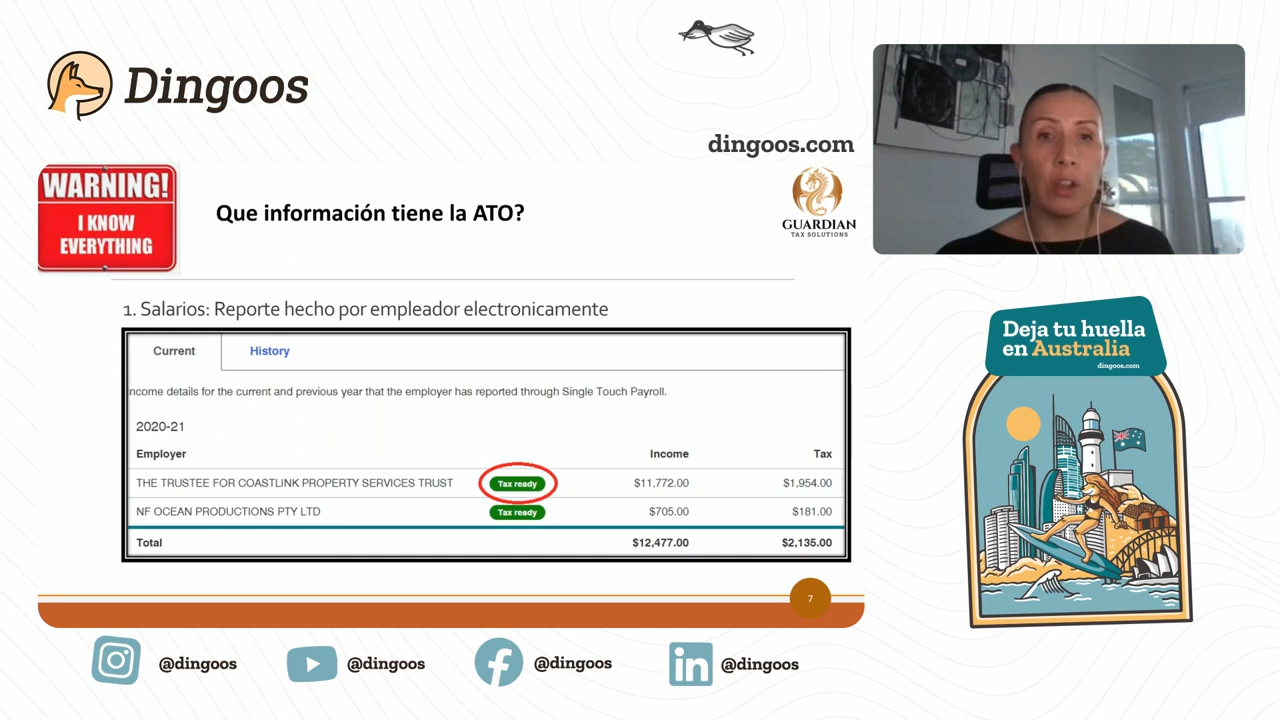 Dingoos
dingoos.com
WARNING!
I KNOW
EVERYTHING
Que información tiene la ATO?
GUARDIAN
TAX SOLUTIONS
1. Salarios: Reporte hecho por empleador electronicamente
Current History
ncome details for the current and previous year that the employer has reported through Single Touch Payroll.
2020-21
Employer Income Tax
THE TRUSTEE FOR COASTLINK PROPERTY SERVICES TRUST Tax ready $11,772.00 $1,954.00
NF OCEAN PRODUCTIONS PTY LTD Tax ready $705.00 $181.00
Total $12,477.00 $2,135.00
7
Deja tu huella
en Australia
dingoos.com
@dingoos @dingoos @dingoos @dingoos